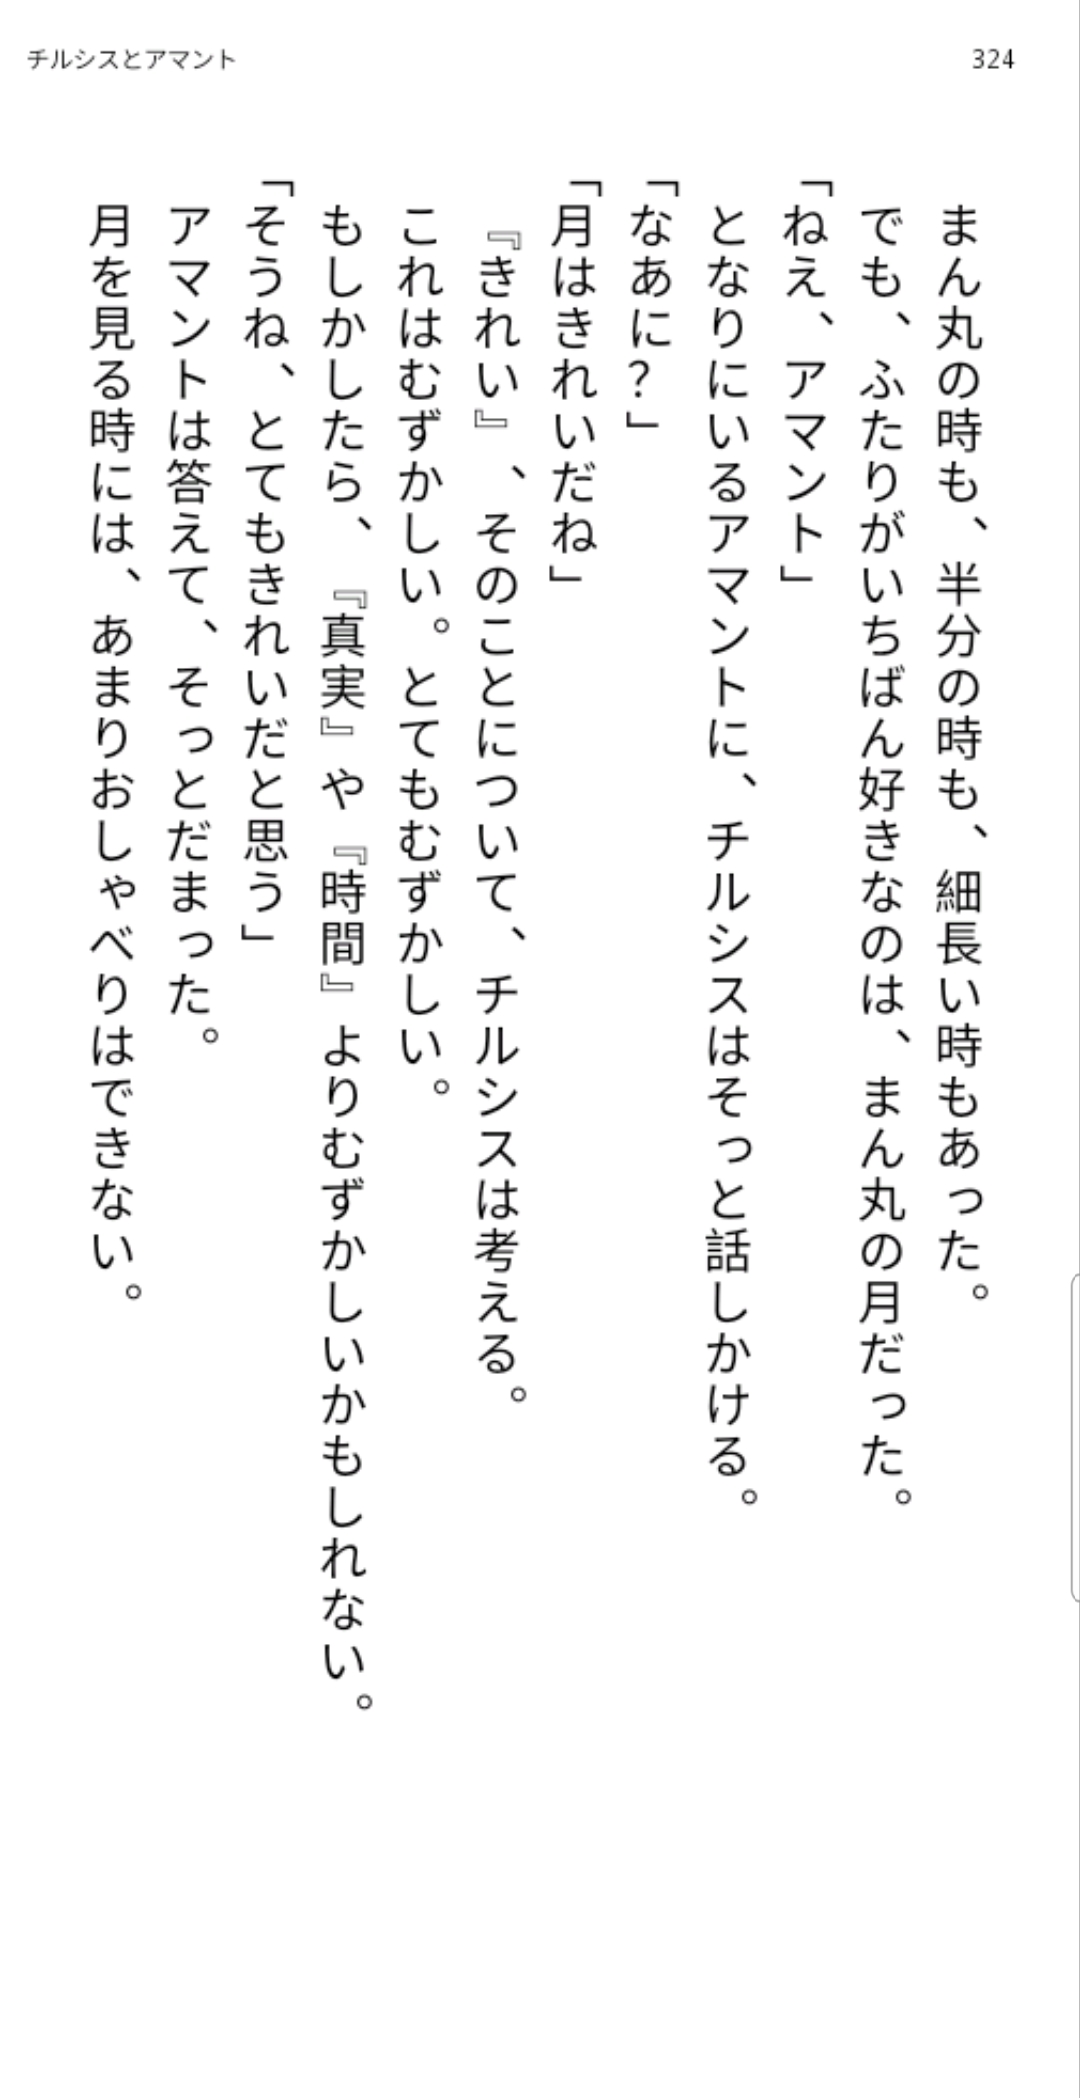 チルシスとアマント
324
まん丸の時も、半分の時も、細長い時もあった。
でも、ふたりがいちばん好きなのは、まん丸の月だった。
「ねえ、アマント」
となりにいるアマントに、チルシスはそっと話しかける。
「なあに？」
「月はきれいだね」
『きれい』、そのことについて、チルシスは考える。
これはむずかしい。とてもむずかしい。
もしかしたら、『真実』や『時間』よりむずかしいかもしれない。
「そうね、とてもきれいだと思う」
アマントは答えて、そっとだまった。
月を見る時には、あまりおしゃべりはできない。